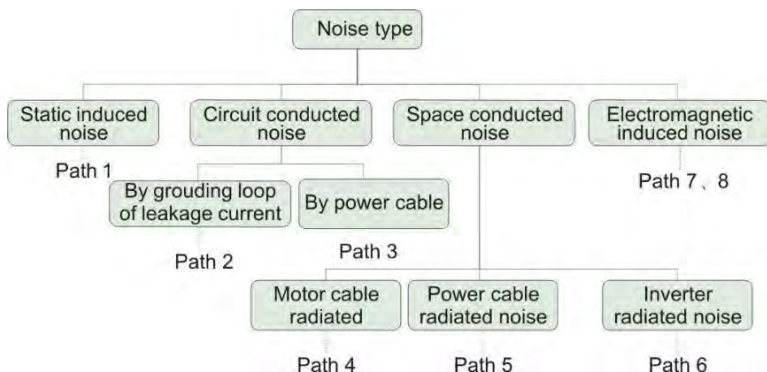 Noise type
Static induced
noise
Circuit conducted
noise
Space conducted
noise
Electromagnetic
induced noise
Path 1
By grouding loop
of leakage current
By power cable
Path 7、8
Path 2
Path 3
Motor cable
radiated
Power cable
radiated noise
Inverter
radiated noise
Path 4
Path 5
Path 6